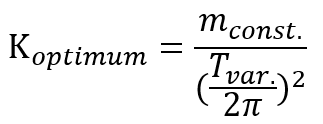 K_optimum = m_const. / (T_var. / 2π)²